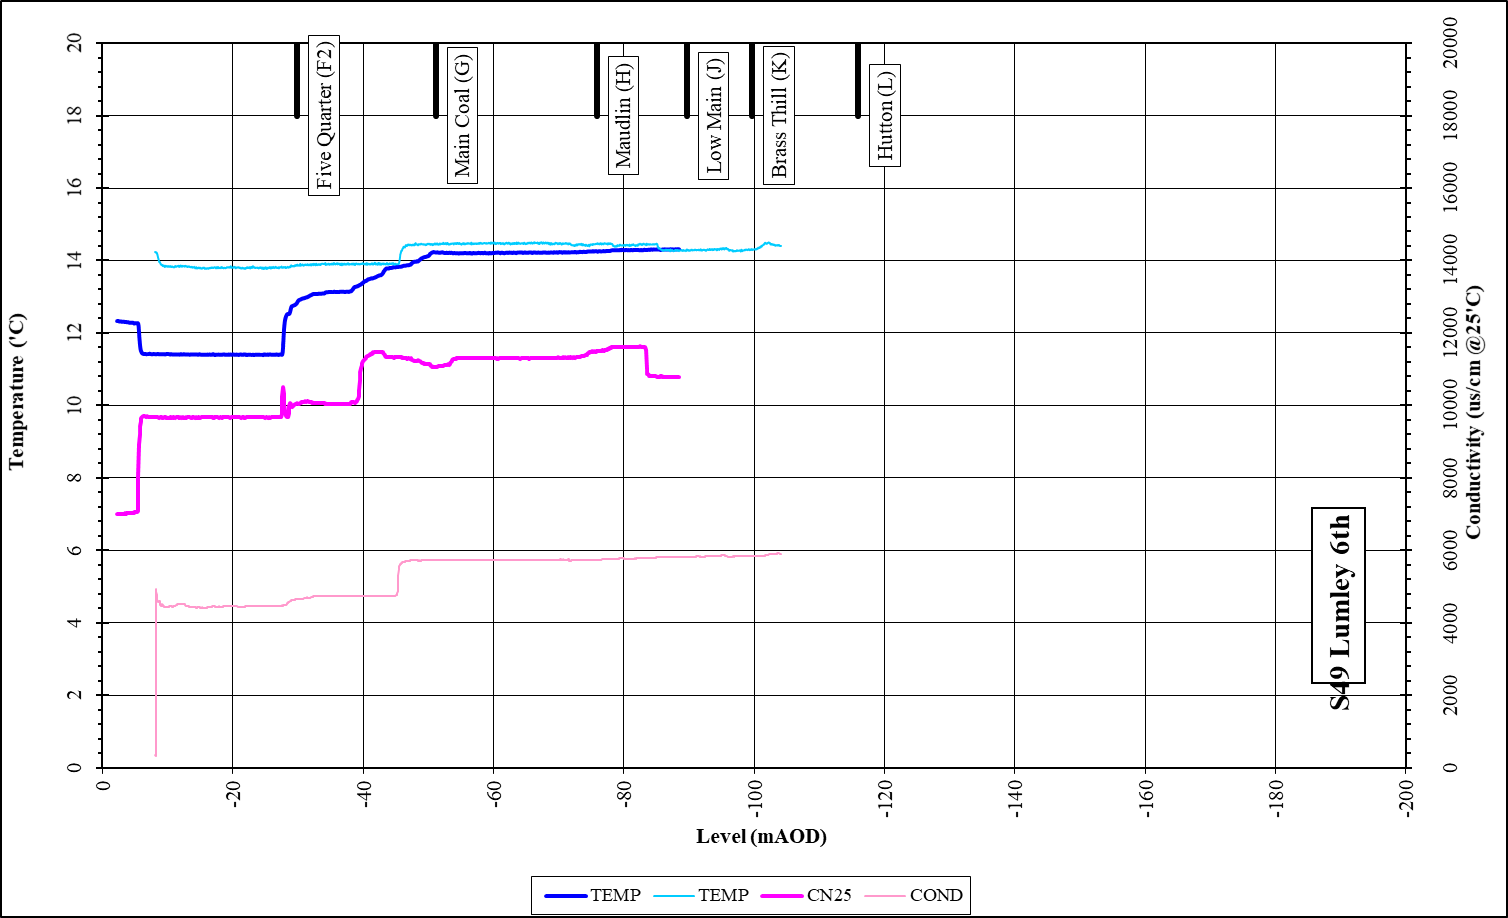 20
18
16
14
12
10
8
6
4
2
0
Temperature ('C)
Five Quarter (F2)
Main Coal (G)
Maudlin (H)
Low Main (J)
Brass Thill (K)
Hutton (L)
20000
18000
16000
14000
12000
10000
8000
6000
4000
2000
0
Conductivity (us/cm @25'C)
S49 Lumley 6th
0
-20
-40
-60
-80
-100
-120
-140
-160
-180
-200
Level (mAOD)
TEMP
TEMP
CN25
COND